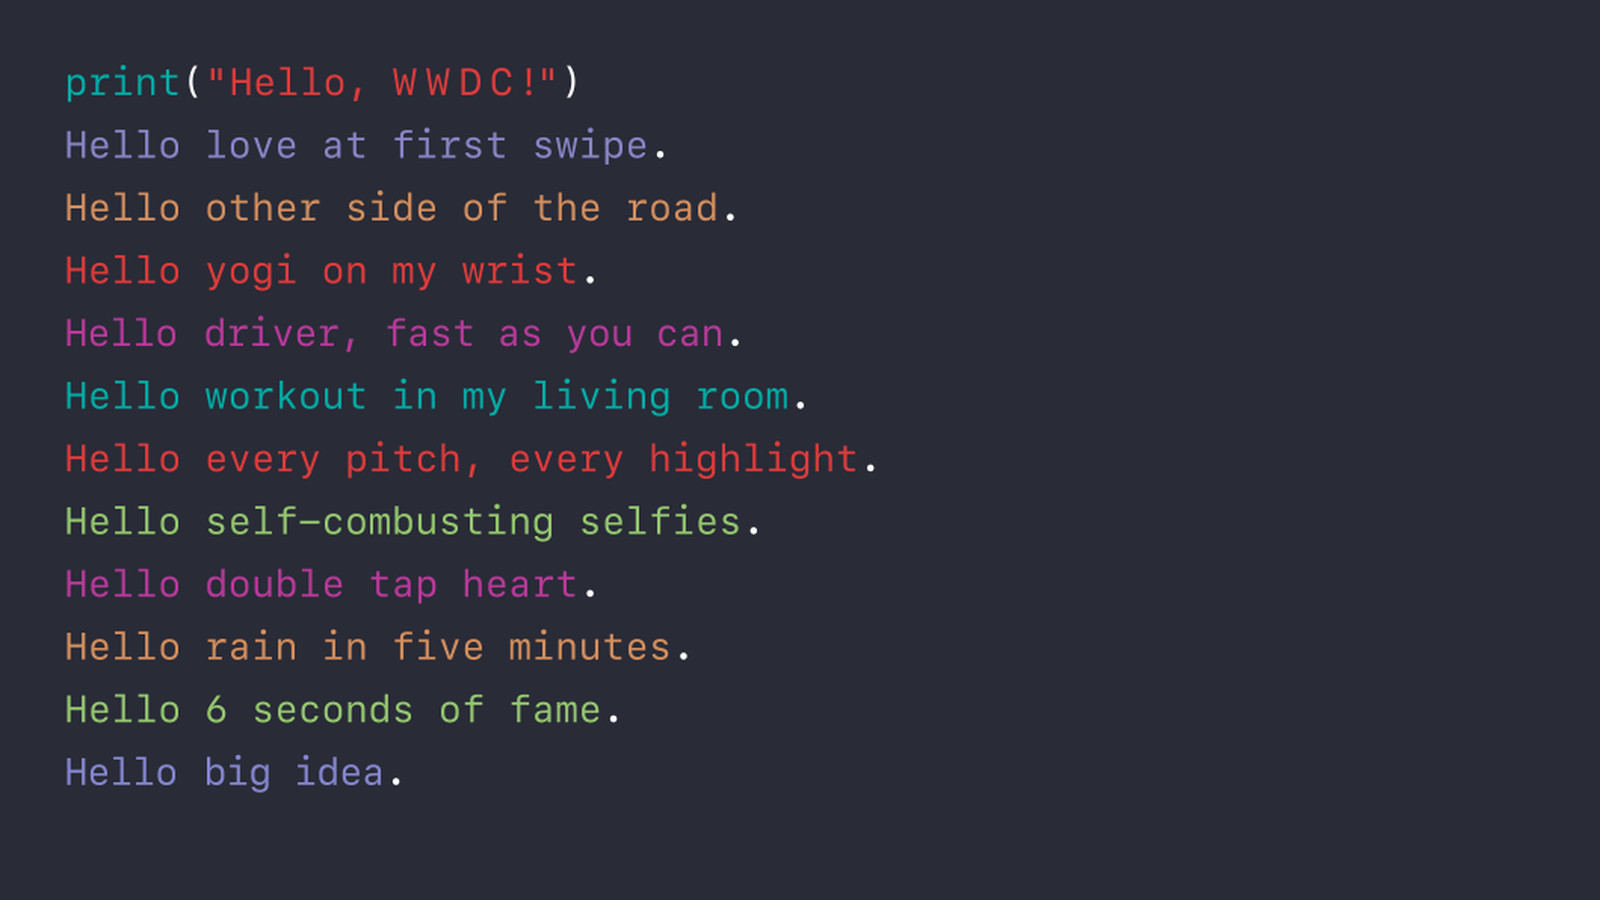 print("Hello, WWDC!")
Hello love at first swipe.
Hello other side of the road.
Hello yogi on my wrist.
Hello driver, fast as you can.
Hello workout in my living room.
Hello every pitch, every highlight.
Hello self-combusting selfies.
Hello double tap heart.
Hello rain in five minutes.
Hello 6 seconds of fame.
Hello big idea.